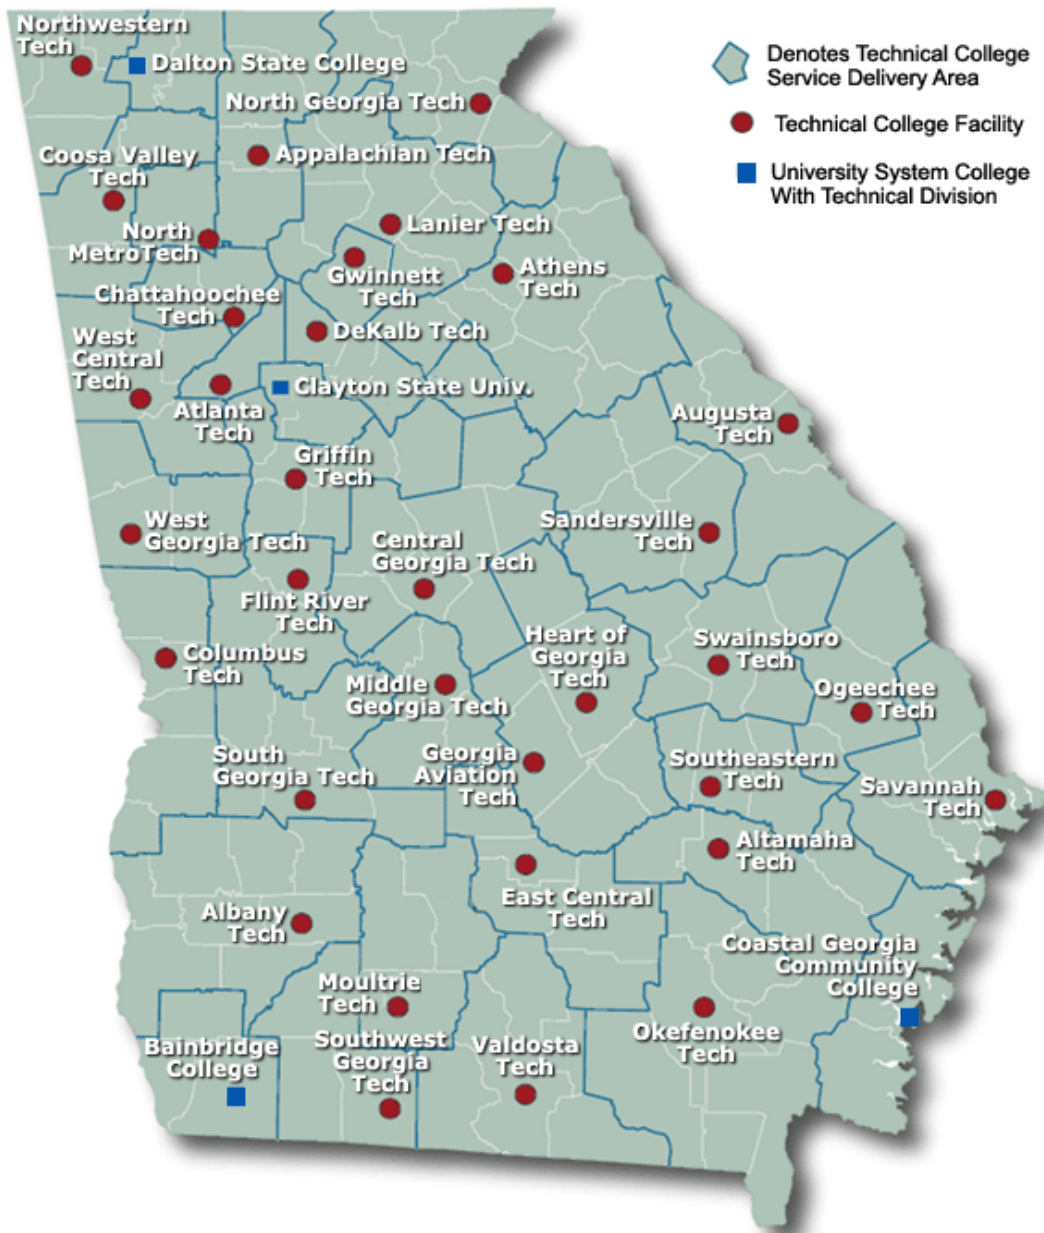 Northwestern
Tech
Dalton State College
North Georgia Tech
Denotes Technical College
Service Delivery Area
Technical College Facility
University System College
With Technical Division
Coosa Valley
Tech
Appalachian Tech
North
MetroTech
Lanier Tech
Gwinnett
Tech
Athens
Tech
Chattahoochee
Tech
DeKalb Tech
West
Central
Tech
Clayton State Univ.
Atlanta
Tech
Augusta
Tech
Griffin
Tech
West
Georgia Tech
Central
Georgia Tech
Sandersville
Tech
Flint River
Tech
Heart of
Georgia
Tech
Swainsboro
Tech
Columbus
Tech
Middle
Georgia Tech
Ogeechee
Tech
South
Georgia Tech
Georgia
Aviation
Tech
Southeastern
Tech
Savannah
Tech
Altamaha
Tech
East Central
Tech
Albany
Tech
Coastal Georgia
Community
College
Moultrie
Tech
Okefenokee
Tech
Bainbridge
College
Southwest
Georgia
Tech
Valdosta
Tech